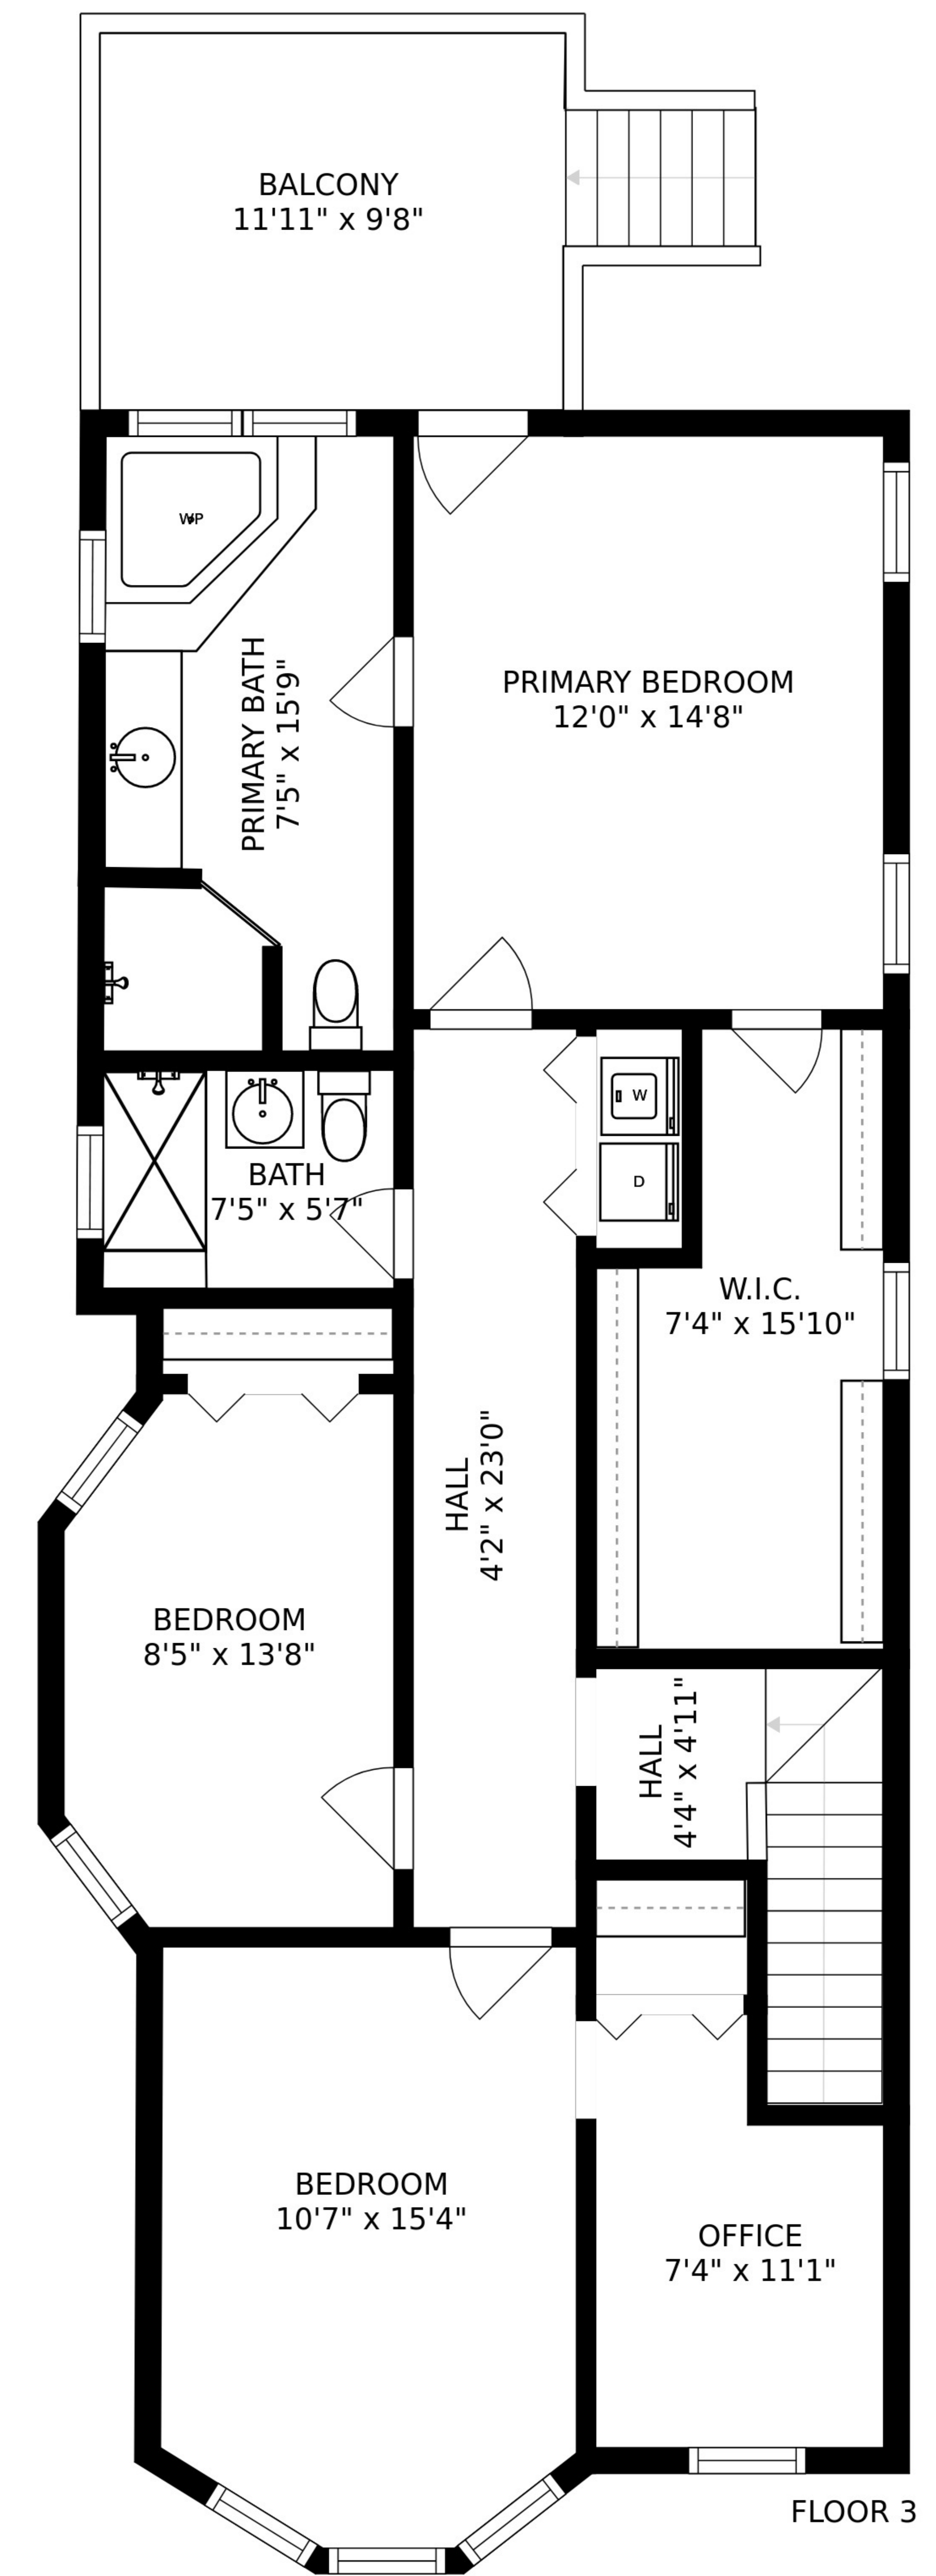 BALCONY
11'11" x 9'8"
WP
PRIMARY BATH
7'5" x 15'9"
PRIMARY BEDROOM
12'0" x 14'8"
W
D
BATH
7'5" x 5'7"
W.I.C.
7'4" x 15'10"
HALL
4'2" x 23'0"
BEDROOM
8'5" x 13'8"
HALL
4'4" x 4'11"
BEDROOM
10'7" x 15'4"
OFFICE
7'4" x 11'1"
FLOOR 3